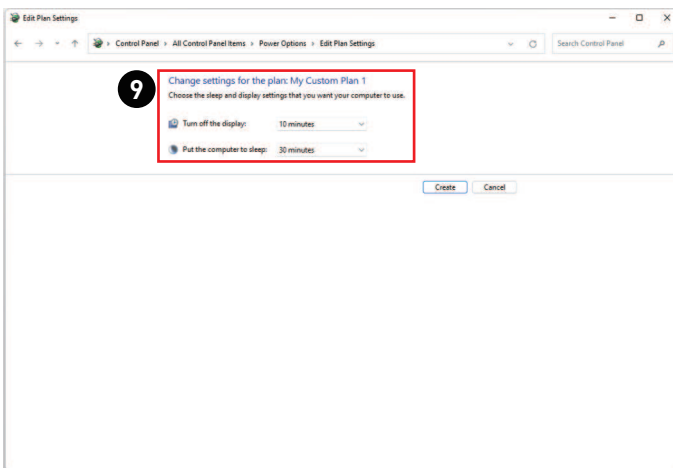 Edit Plan Settings
Control Panel > All Control Panel Items > Power Options > Edit Plan Settings
Search Control Panel
9
Change settings for the plan: My Custom Plan 1
Choose the sleep and display settings that you want your computer to use.
Turn off the display: 10 minutes
Put the computer to sleep: 30 minutes
Create Cancel